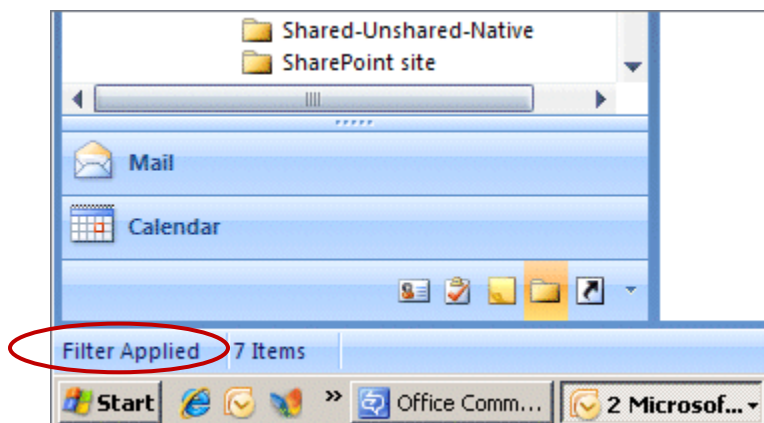 Shared-Unshared-Native
SharePoint site
Mail
Calendar
Filter Applied 7 Items
Start » Office Comm... 2 Microsof...